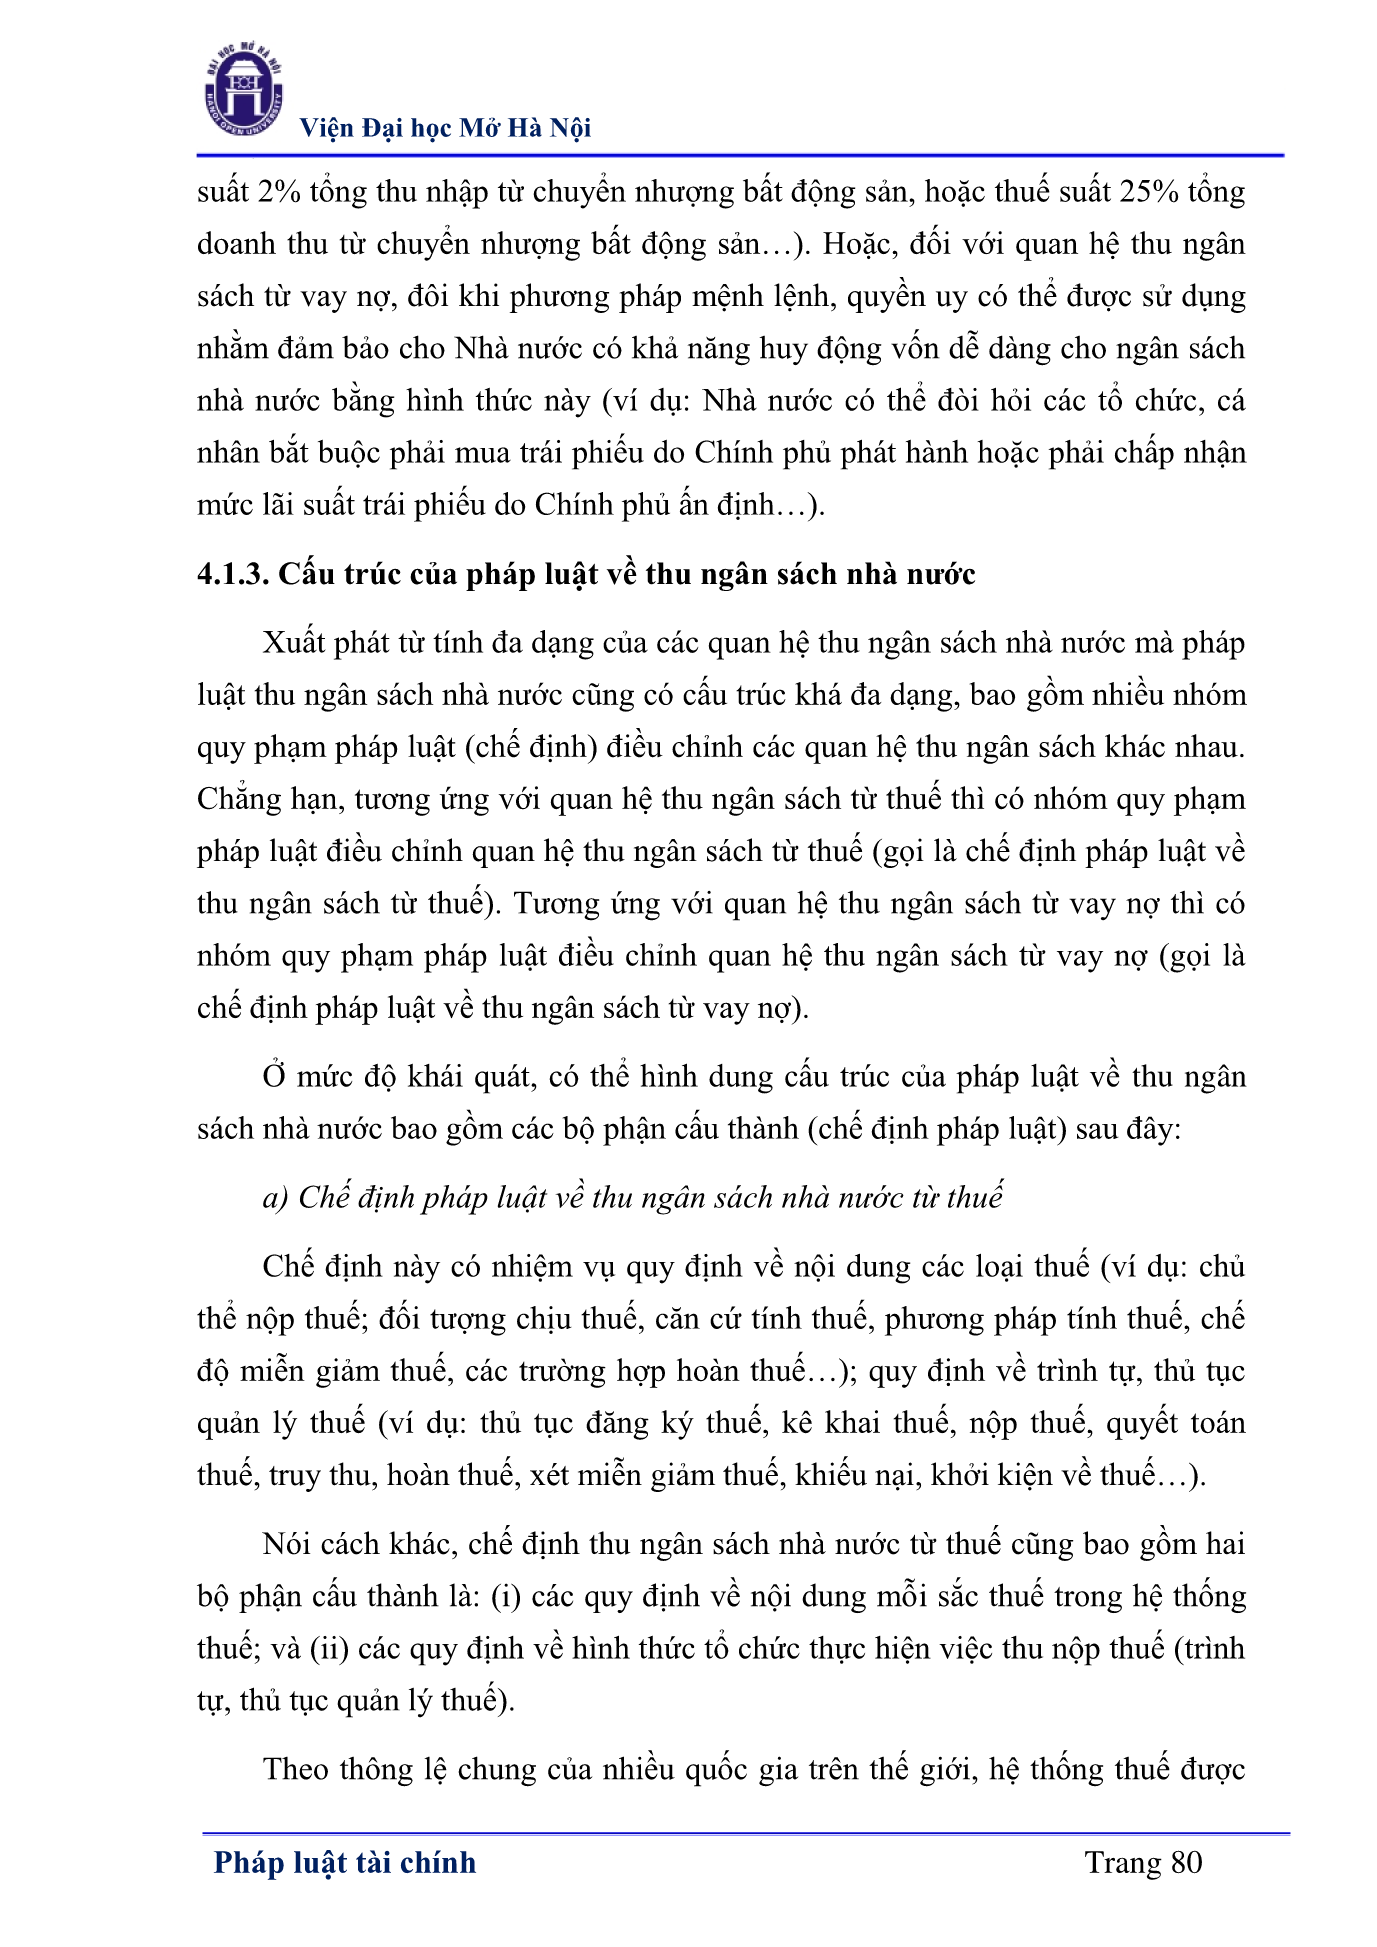 ĐẠI HỌC MỞ HÀ NỘI
HANOI OPEN UNIVERSITY
Viện Đại học Mở Hà Nội
suất 2% tổng thu nhập từ chuyển nhượng bất động sản, hoặc thuế suất 25% tổng
doanh thu từ chuyển nhượng bất động sản…). Hoặc, đối với quan hệ thu ngân
sách từ vay nợ, đôi khi phương pháp mệnh lệnh, quyền uy có thể được sử dụng
nhằm đảm bảo cho Nhà nước có khả năng huy động vốn dễ dàng cho ngân sách
nhà nước bằng hình thức này (ví dụ: Nhà nước có thể đòi hỏi các tổ chức, cá
nhân bắt buộc phải mua trái phiếu do Chính phủ phát hành hoặc phải chấp nhận
mức lãi suất trái phiếu do Chính phủ ấn định…).
4.1.3. Cấu trúc của pháp luật về thu ngân sách nhà nước
Xuất phát từ tính đa dạng của các quan hệ thu ngân sách nhà nước mà pháp
luật thu ngân sách nhà nước cũng có cấu trúc khá đa dạng, bao gồm nhiều nhóm
quy phạm pháp luật (chế định) điều chỉnh các quan hệ thu ngân sách khác nhau.
Chẳng hạn, tương ứng với quan hệ thu ngân sách từ thuế thì có nhóm quy phạm
pháp luật điều chỉnh quan hệ thu ngân sách từ thuế (gọi là chế định pháp luật về
thu ngân sách từ thuế). Tương ứng với quan hệ thu ngân sách từ vay nợ thì có
nhóm quy phạm pháp luật điều chỉnh quan hệ thu ngân sách từ vay nợ (gọi là
chế định pháp luật về thu ngân sách từ vay nợ).
Ở mức độ khái quát, có thể hình dung cấu trúc của pháp luật về thu ngân
sách nhà nước bao gồm các bộ phận cấu thành (chế định pháp luật) sau đây:
a) Chế định pháp luật về thu ngân sách nhà nước từ thuế
Chế định này có nhiệm vụ quy định về nội dung các loại thuế (ví dụ: chủ
thể nộp thuế; đối tượng chịu thuế, căn cứ tính thuế, phương pháp tính thuế, chế
độ miễn giảm thuế, các trường hợp hoàn thuế…); quy định về trình tự, thủ tục
quản lý thuế (ví dụ: thủ tục đăng ký thuế, kê khai thuế, nộp thuế, quyết toán
thuế, truy thu, hoàn thuế, xét miễn giảm thuế, khiếu nại, khởi kiện về thuế…).
Nói cách khác, chế định thu ngân sách nhà nước từ thuế cũng bao gồm hai
bộ phận cấu thành là: (i) các quy định về nội dung mỗi sắc thuế trong hệ thống
thuế; và (ii) các quy định về hình thức tổ chức thực hiện việc thu nộp thuế (trình
tự, thủ tục quản lý thuế).
Theo thông lệ chung của nhiều quốc gia trên thế giới, hệ thống thuế được
Pháp luật tài chính Trang 80